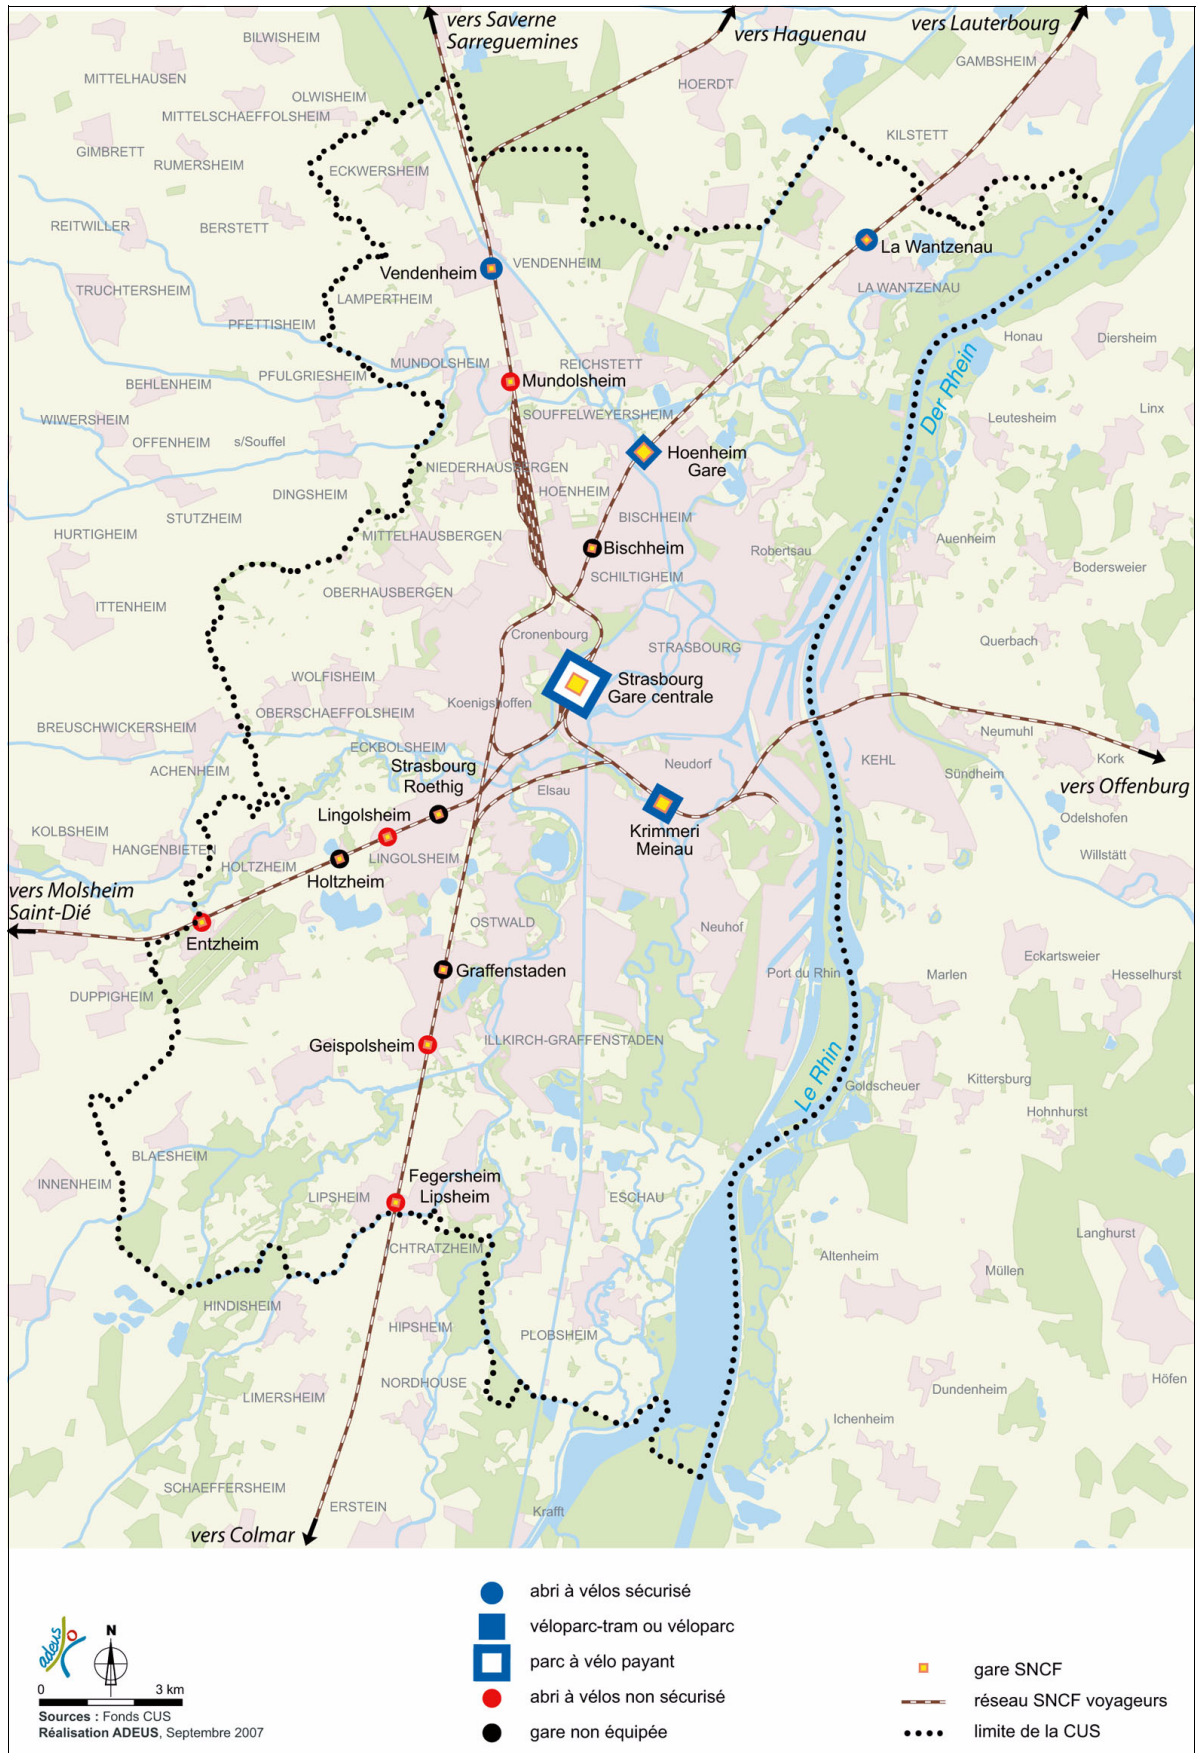 vers Saverne
Sarreguemines
vers Haguenau
vers Lauterbourg
BILWISHEIM
GAMBSHEIM
MITTELHAUSEN
HOERDT
OLWISHEIM
MITTELSCHAEFFOLSHEIM
KILSTETT
GIMBRETT
RUMERSHEIM
ECKWERSHEIM
REITWILLER
BERSTETT
La Wantzenau
Vendenheim
VENDENHEIM
TRUCHTERSHEIM
LAMPERTHEIM
LA WANTZENAU
PFETTISHEIM
Honau
Diersheim
MUNDOLSHEIM
REICHSTETT
BEHLENHEIM
PFULGRIESHEIM
Mundolsheim
Der Rhein
WIWERSHEIM
SOUFFELWEYERSHEIM
Leutesheim
Linx
OFFENHEIM
s/Souffel
Hoenheim
Gare
NIEDERHAUSBERGEN
DINGSHEIM
HOENHEIM
STUTZHEIM
BISCHHEIM
HURTIGHEIM
MITTELHAUSBERGEN
Bischheim
Robertsau
Auenheim
Bodersweier
SCHILTIGHEIM
ITTENHEIM
OBERHAUSBERGEN
Cronenbourg
STRASBOURG
Querbach
WOLFISHEIM
Strasbourg
Gare centrale
Koenigshoffen
OBERSCHAEFFOLSHEIM
BREUSCHWICKERSHEIM
Neumuhl
ECKBOLSHEIM
Strasbourg
Roethig
Neudorf
KEHL
Kork
ACHENHEIM
Sündheim
vers Offenburg
Elsau
Lingolsheim
Krimmeri
Meinau
Odelshofen
KOLBSHEIM
HANGENBIETEN
HOLTZHEIM
LINGOLSHEIM
Willstätt
Holtzheim
vers Molsheim
Saint-Dié
OSTWALD
Neuhof
Entzheim
Eckartsweier
Graffenstaden
Port du Rhin
Marlen
Hesselhurst
DUPPIGHEIM
Geispolsheim
ILLKIRCH-GRAFFENSTADEN
Le Rhin
Goldscheuer
Kittersburg
Hohnhurst
BLAESHEIM
INNENHEIM
Fegersheim
Lipsheim
LIPSHEIM
ESCHAU
Langhurst
CHTRATZHEIM
Altenheim
Müllen
HINDISHEIM
HIPSHEIM
PLOBSHEIM
NORDHOUSE
LIMERSHEIM
Dundenheim
Höfen
Ichenheim
SCHAEFFERSHEIM
ERSTEIN
Krafft
vers Colmar
abri à vélos sécurisé
véloparc-tram ou véloparc
parc à vélo payant
abri à vélos non sécurisé
gare non équipée
gare SNCF
réseau SNCF voyageurs
limite de la CUS
adeus
N
0 3 km
Sources : Fonds CUS
Réalisation ADEUS, Septembre 2007